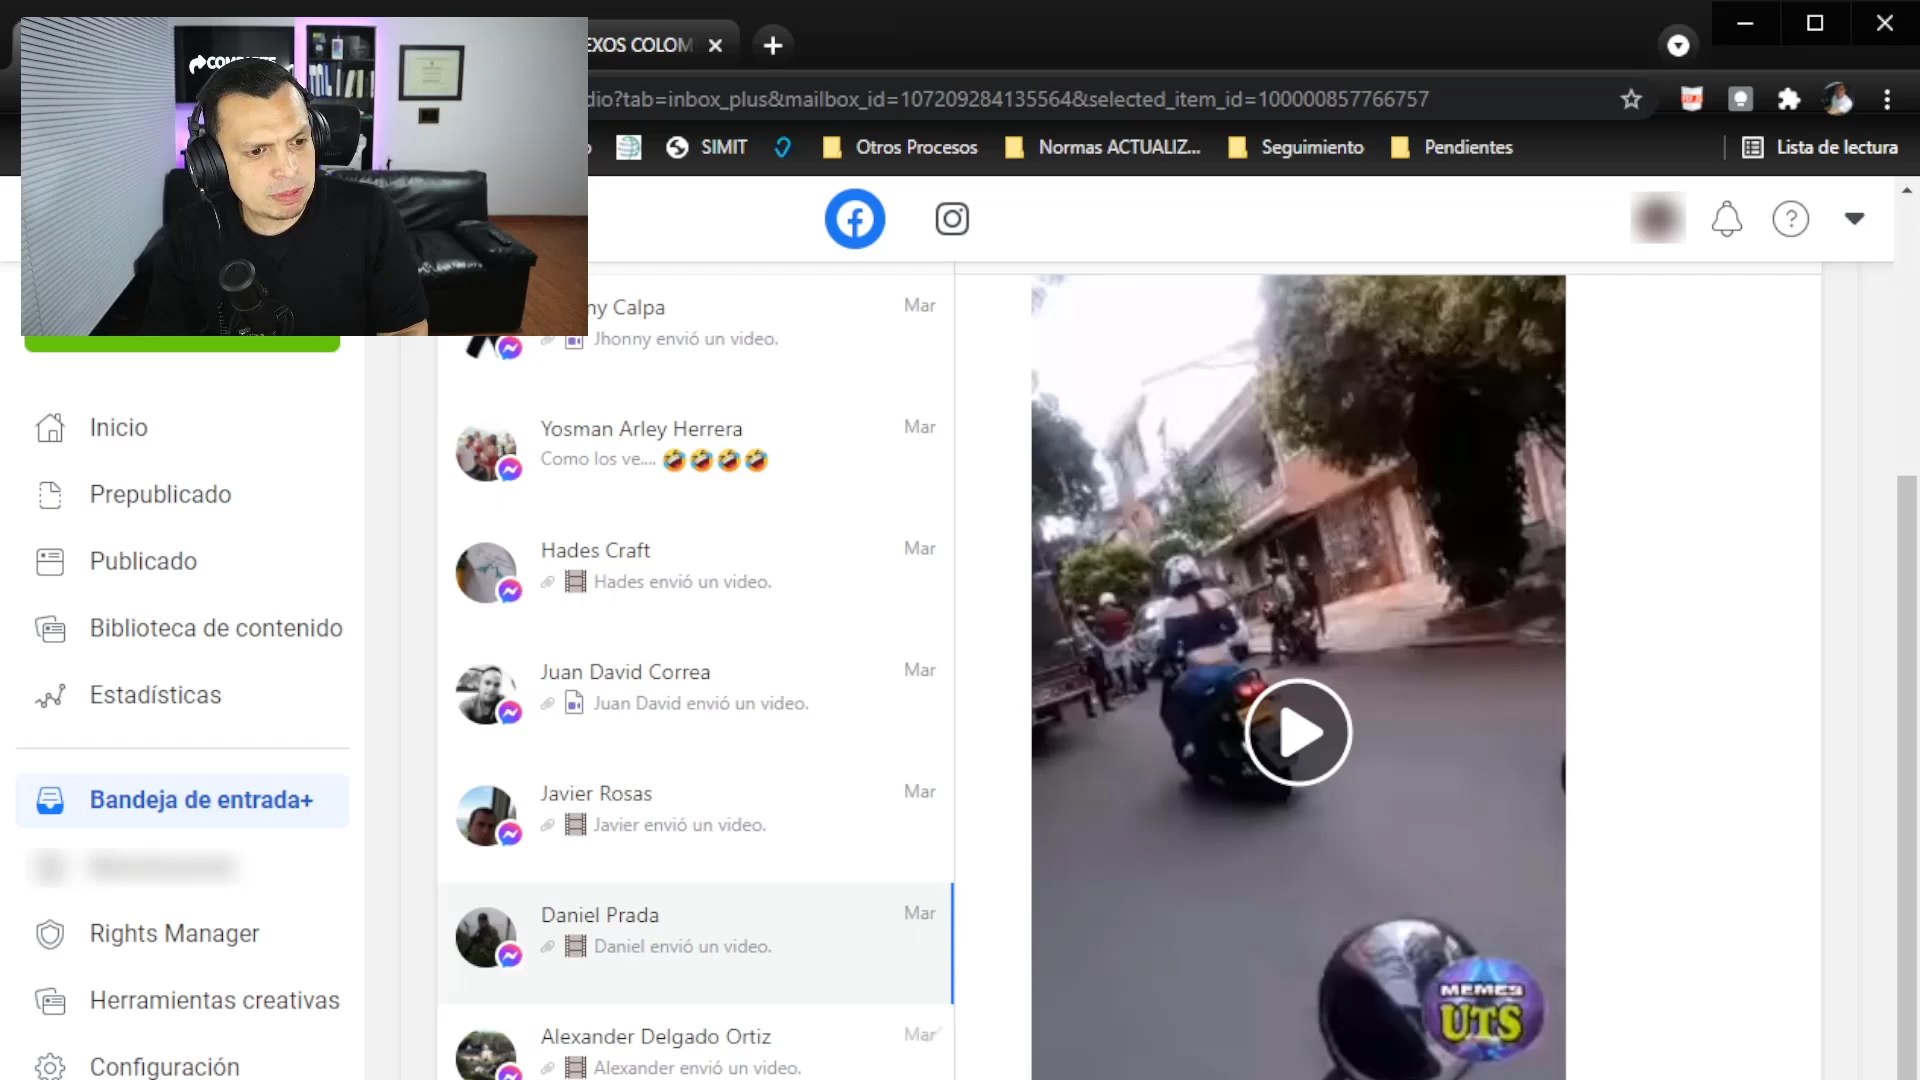 EXOS COLOM
dio?tab=inbox_plus&mailbox_id=107209284135564&selected_item_id=100000857766757
SIMIT
Otros Procesos
Normas ACTUALIZ...
Seguimiento
Pendientes
Lista de lectura
Inicio
Prepublicado
Publicado
Biblioteca de contenido
Estadísticas
Bandeja de entrada+
Rights Manager
Herramientas creativas
Configuración
ny Calpa
Mar
Jhonny envió un video.
Yosman Arley Herrera
Mar
Como los ve.... 🤣🤣🤣🤣
Hades Craft
Mar
Hades envió un video.
Juan David Correa
Mar
Juan David envió un video.
Javier Rosas
Mar
Javier envió un video.
Daniel Prada
Mar
Daniel envió un video.
Alexander Delgado Ortiz
Mar
Alexander envió un video.
MEMES
UTS